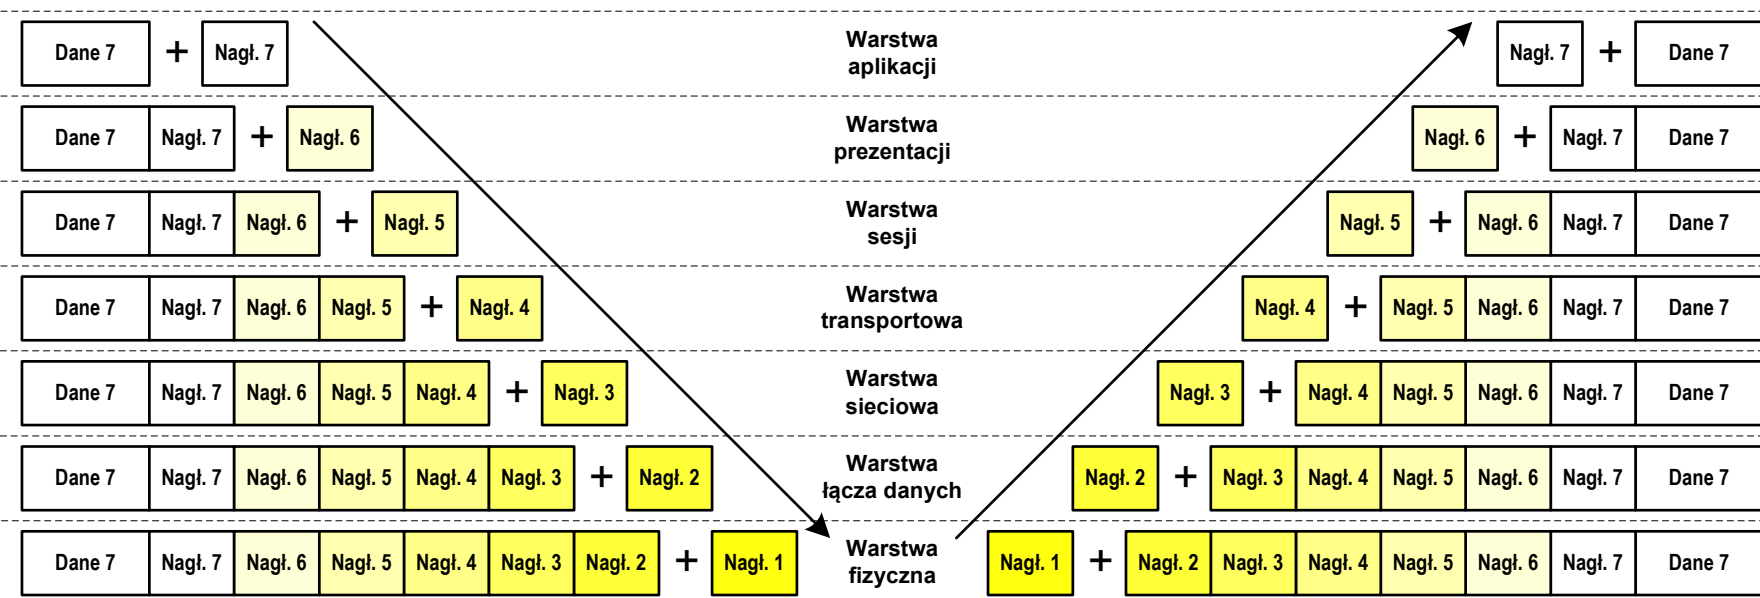 Dane 7 + Nagł. 7 Warstwa aplikacji Nagł. 7 + Dane 7
Dane 7 Nagł. 7 + Nagł. 6 Warstwa prezentacji Nagł. 6 + Nagł. 7 Dane 7
Dane 7 Nagł. 7 Nagł. 6 + Nagł. 5 Warstwa sesji Nagł. 5 + Nagł. 6 Nagł. 7 Dane 7
Dane 7 Nagł. 7 Nagł. 6 Nagł. 5 + Nagł. 4 Warstwa transportowa Nagł. 4 + Nagł. 5 Nagł. 6 Nagł. 7 Dane 7
Dane 7 Nagł. 7 Nagł. 6 Nagł. 5 Nagł. 4 + Nagł. 3 Warstwa sieciowa Nagł. 3 + Nagł. 4 Nagł. 5 Nagł. 6 Nagł. 7 Dane 7
Dane 7 Nagł. 7 Nagł. 6 Nagł. 5 Nagł. 4 Nagł. 3 + Nagł. 2 Warstwa łącza danych Nagł. 2 + Nagł. 3 Nagł. 4 Nagł. 5 Nagł. 6 Nagł. 7 Dane 7
Dane 7 Nagł. 7 Nagł. 6 Nagł. 5 Nagł. 4 Nagł. 3 Nagł. 2 + Nagł. 1 Warstwa fizyczna Nagł. 1 + Nagł. 2 Nagł. 3 Nagł. 4 Nagł. 5 Nagł. 6 Nagł. 7 Dane 7